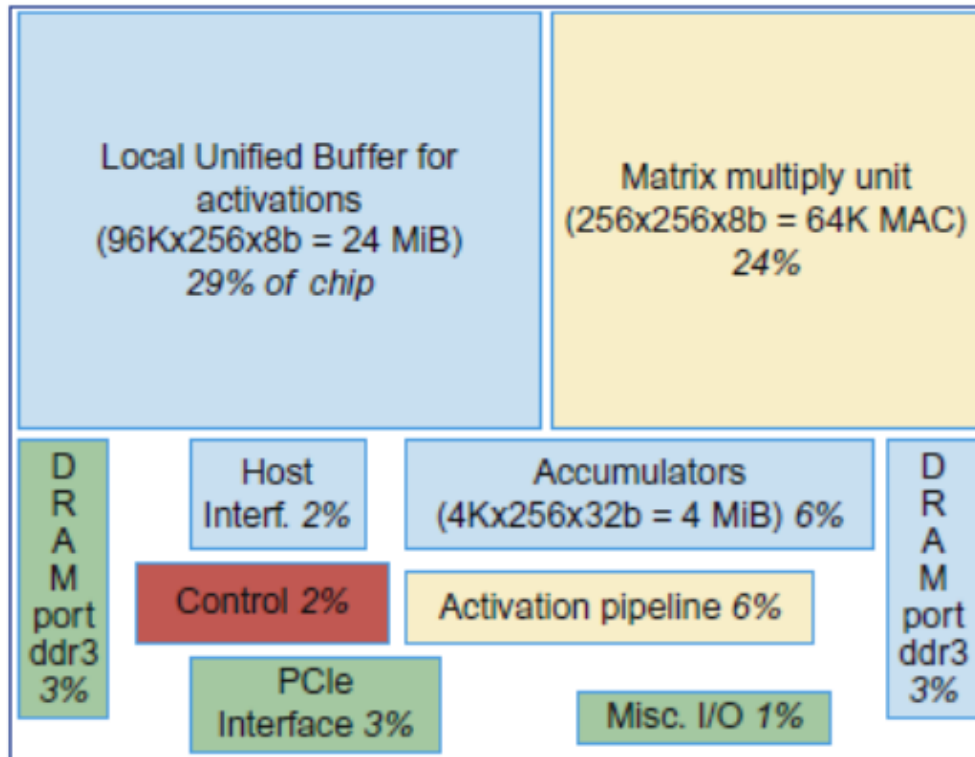 Local Unified Buffer for
activations
(96Kx256x8b = 24 MiB)
29% of chip
Matrix multiply unit
(256x256x8b = 64K MAC)
24%
D
R
A
M
port
ddr3
3%
Host
Interf. 2%
Accumulators
(4Kx256x32b = 4 MiB) 6%
D
R
A
M
port
ddr3
3%
Control 2%
Activation pipeline 6%
PCIe
Interface 3%
Misc. I/O 1%